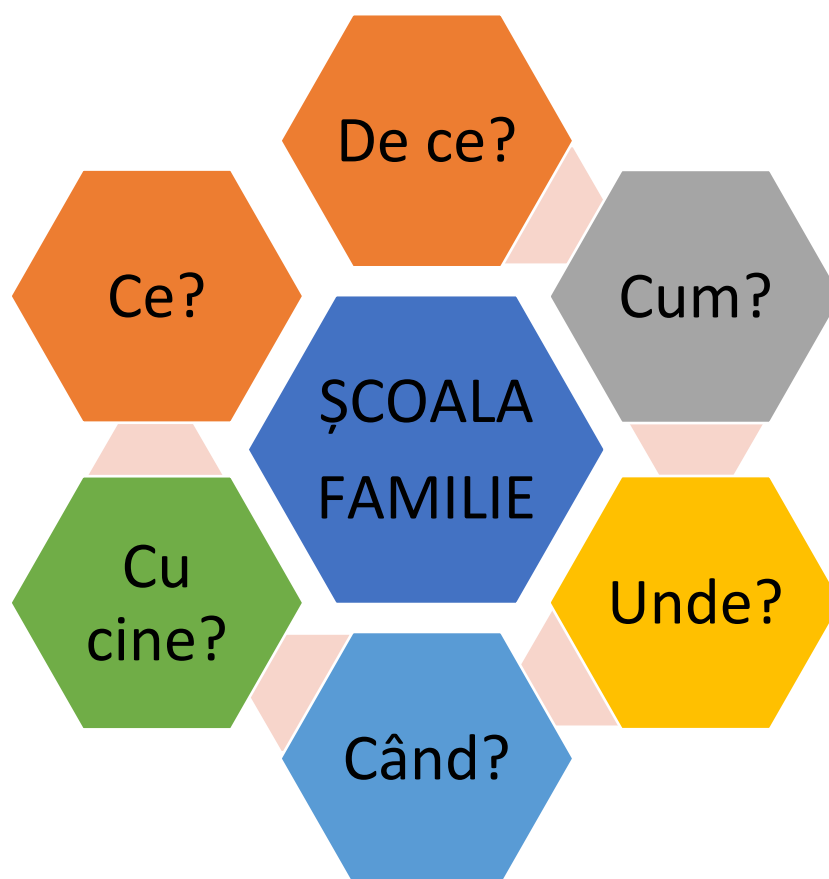 De ce?
Ce?
Cum?
ȘCOALA
FAMILIE
Cu
cine?
Unde?
Când?